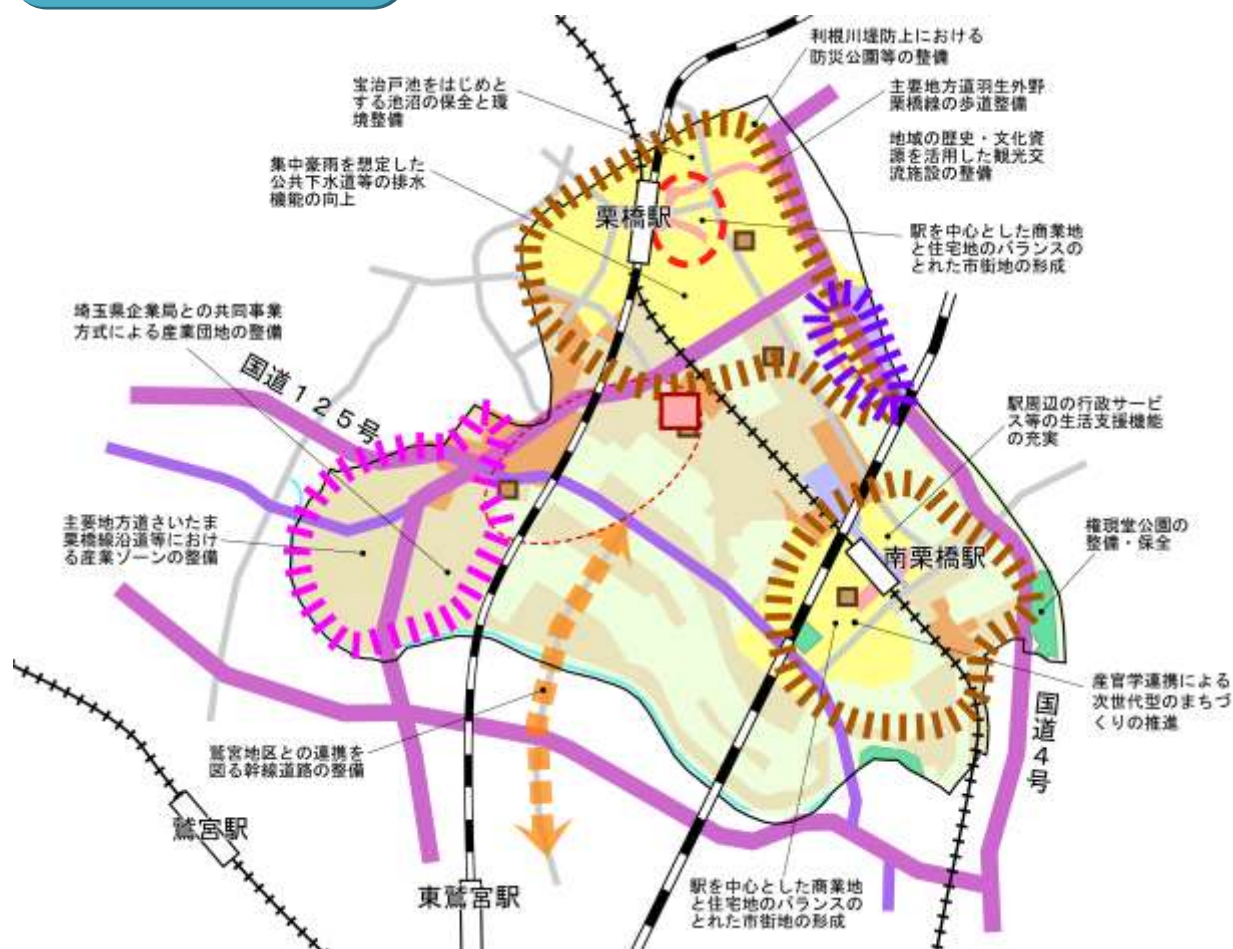 利根川堤防上における
防災公園等の整備
宝治戸池をはじめと
する池沼の保全と環
境整備
主要地方道羽生外野
栗橋線の歩道整備
地域の歴史・文化資
源を活用した観光交
流施設の整備
集中豪雨を想定した
公共下水道等の排水
機能の向上
栗橋駅
駅を中心とした商業地
と住宅地のバランスの
とれた市街地の形成
埼玉県企業局との共同事業
方式による産業団地の整備
国道125号
駅周辺の行政サービ
ス等の生活支援機能
の充実
主要地方道さいたま
栗橋線沿道等におけ
る産業ゾーンの整備
権現堂公園の
整備・保全
南栗橋駅
産官学連携による
次世代型のまちづ
くりの推進
国道4号
鷲宮地区との連携を
図る幹線道路の整備
鷲宮駅
東鷲宮駅
駅を中心とした商業地
と住宅地のバランスの
とれた市街地の形成